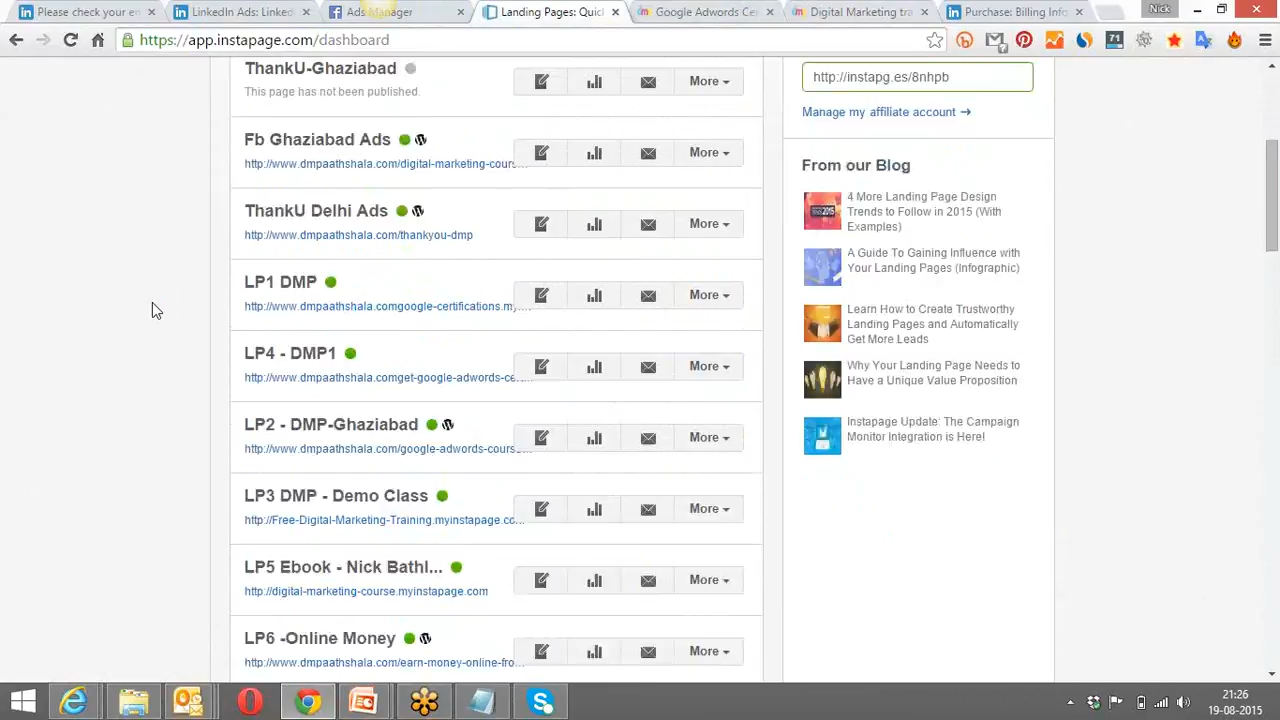 Please check your en
LinkedIn Ads: Linked
Ads Manager
Landing Pages: Quicl
Google Adwords Cer
Digital Marketing tra
Purchase: Billing Info
Nick
https://app.instapage.com/dashboard
71
ThankU-Ghaziabad
This page has not been published.
More
http://instapg.es/8nhpb
Manage my affiliate account →
Fb Ghaziabad Ads
http://www.dmpaathshala.com/digital-marketing-cours...
More
From our Blog
4 More Landing Page Design
Trends to Follow in 2015 (With
Examples)
ThankU Delhi Ads
http://www.dmpaathshala.com/thankyou-dmp
More
A Guide To Gaining Influence with
Your Landing Pages (Infographic)
LP1 DMP
http://www.dmpaathshala.comgoogle-certifications.my...
More
Learn How to Create Trustworthy
Landing Pages and Automatically
Get More Leads
LP4 - DMP1
http://www.dmpaathshala.comget-google-adwords-ce...
More
Why Your Landing Page Needs to
Have a Unique Value Proposition
LP2 - DMP-Ghaziabad
http://www.dmpaathshala.com/google-adwords-cours...
More
Instapage Update: The Campaign
Monitor Integration is Here!
LP3 DMP - Demo Class
http://Free-Digital-Marketing-Training.myinstapage.co...
More
LP5 Ebook - Nick Bathl...
http://digital-marketing-course.myinstapage.com
More
LP6 -Online Money
http://www.dmpaathshala.com/earn-money-online-fro...
More
21:26
19-08-2015